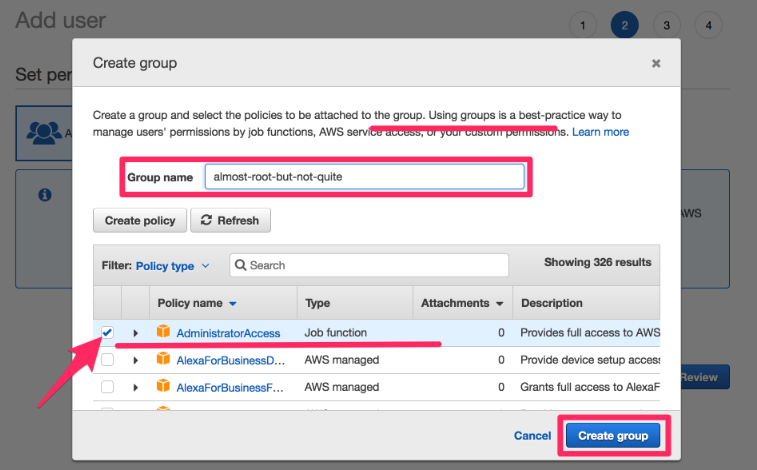 Add user
1 2 3 4
Set per
Create group
Create a group and select the policies to be attached to the group. Using groups is a best-practice way to
manage users' permissions by job functions, AWS service access, or your custom permissions. Learn more
Group name almost-root-but-not-quite
Create policy Refresh
Filter: Policy type Search Showing 326 results
Policy name Type Attachments Description
AdministratorAccess Job function 0 Provides full access to AWS
AlexaForBusinessD... AWS managed 0 Provide device setup access
AlexaForBusinessF... AWS managed 0 Grants full access to AlexaF
Cancel Create group
AWS
Review